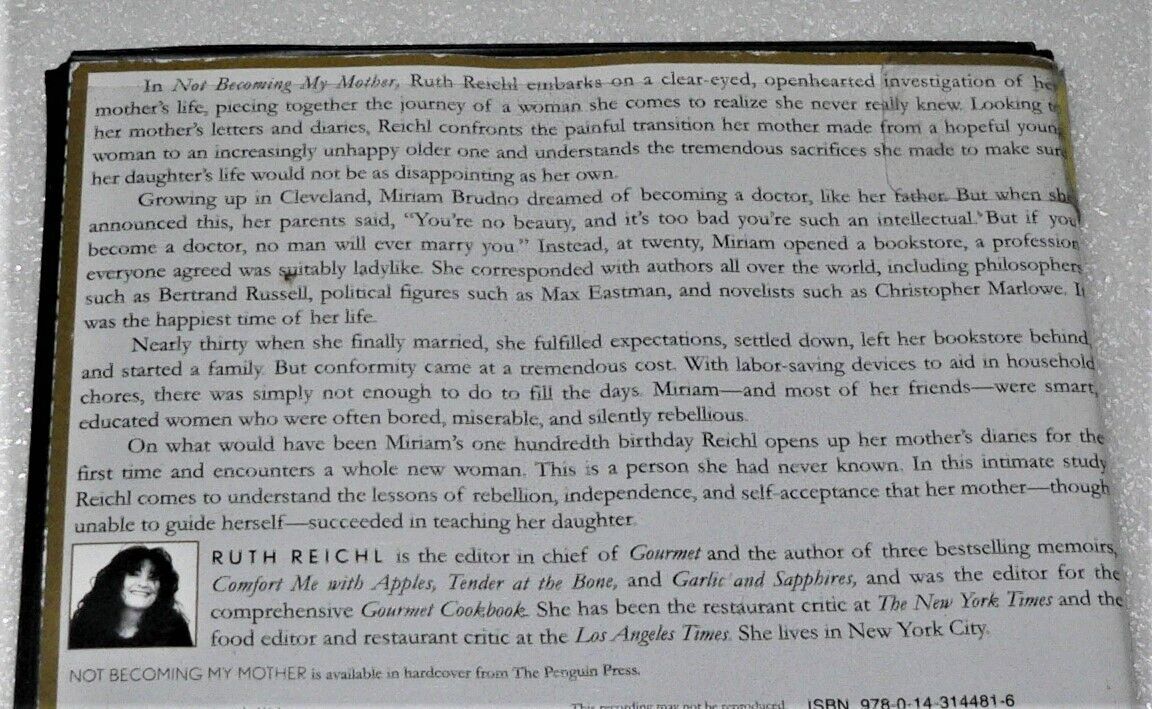 In Not Becoming My Mother, Ruth Reichl embarks on a clear-eyed, openhearted investigation of her
mother's life, piecing together the journey of a woman she comes to realize she never really knew. Looking to
her mother's letters and diaries, Reichl confronts the painful transition her mother made from a hopeful young
woman to an increasingly unhappy older one and understands the tremendous sacrifices she made to make sure
her daughter's life would not be as disappointing as her own.
Growing up in Cleveland, Miriam Brudno dreamed of becoming a doctor, like her father. But when she
announced this, her parents said, “You're no beauty, and it's too bad you're such an intellectual. But if you
become a doctor, no man will ever marry you.” Instead, at twenty, Miriam opened a bookstore, a profession
everyone agreed was suitably ladylike. She corresponded with authors all over the world, including philosophers
such as Bertrand Russell, political figures such as Max Eastman, and novelists such as Christopher Marlowe. It
was the happiest time of her life.
Nearly thirty when she finally married, she fulfilled expectations, settled down, left her bookstore behind,
and started a family. But conformity came at a tremendous cost. With labor-saving devices to aid in household
chores, there was simply not enough to do to fill the days. Miriam—and most of her friends—were smart,
educated women who were often bored, miserable, and silently rebellious.
On what would have been Miriam's one hundredth birthday Reichl opens up her mother's diaries for the
first time and encounters a whole new woman. This is a person she had never known. In this intimate study
Reichl comes to understand the lessons of rebellion, independence, and self-acceptance that her mother—though
unable to guide herself—succeeded in teaching her daughter.
RUTH REICHL is the editor in chief of Gourmet and the author of three bestselling memoirs,
Comfort Me with Apples, Tender at the Bone, and Garlic and Sapphires, and was the editor for the
comprehensive Gourmet Cookbook. She has been the restaurant critic at The New York Times and the
food editor and restaurant critic at the Los Angeles Times. She lives in New York City.
NOT BECOMING MY MOTHER is available in hardcover from The Penguin Press.
This recording may not be reproduced. ISBN 978-0-14-314481-6